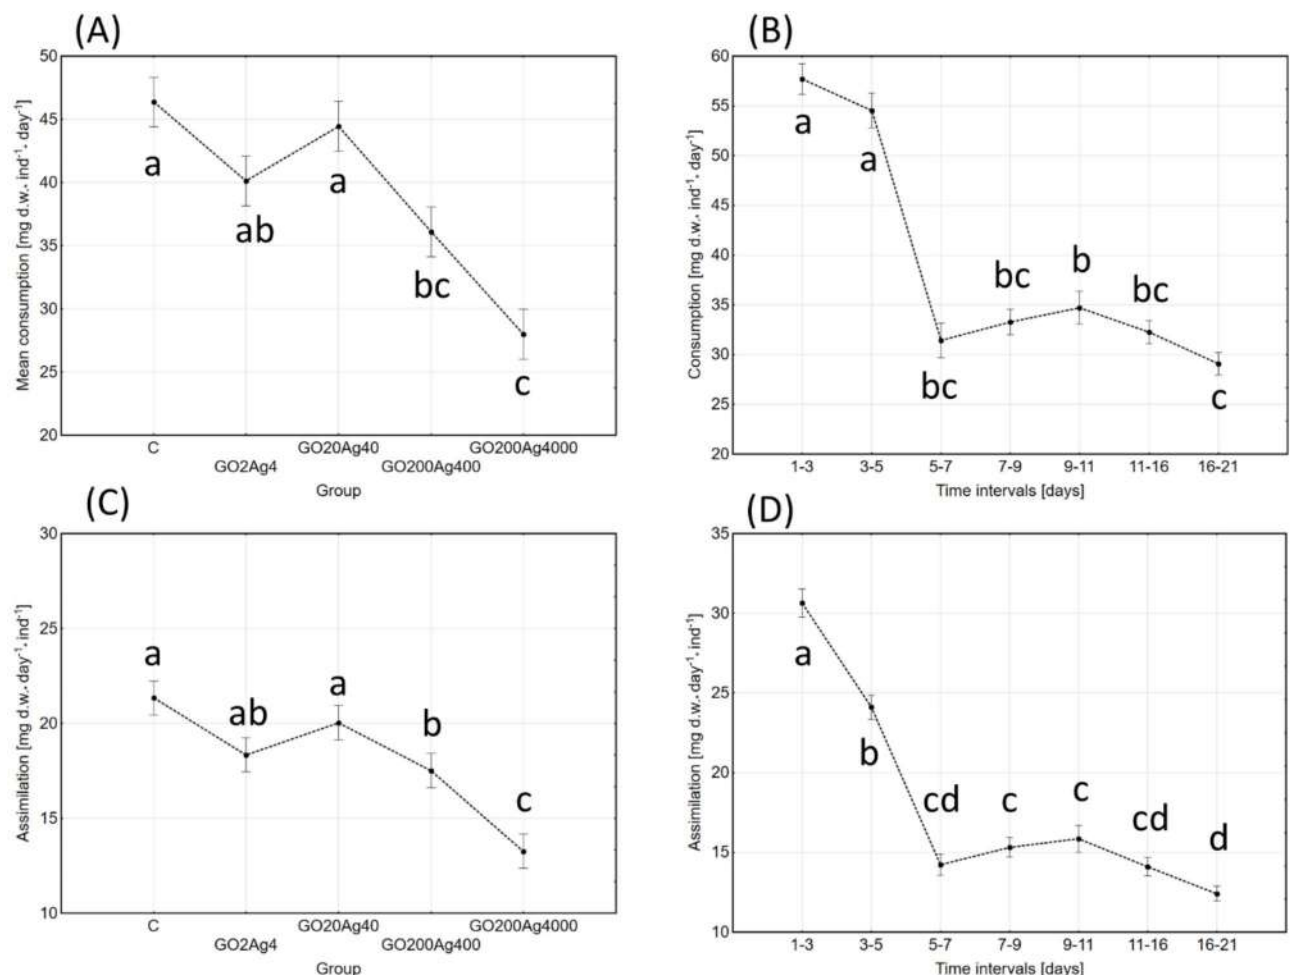 (A)
Mean consumption [mg d.w.· ind⁻¹· day⁻¹]
50
45
40
35
30
25
20
a
ab
a
bc
c
C
GO2Ag4
GO20Ag40
GO200Ag400
GO200Ag4000
Group
(B)
Consumption [mg d.w.· ind⁻¹· day⁻¹]
60
55
50
45
40
35
30
25
20
a
a
bc
bc
b
bc
c
1-3
3-5
5-7
7-9
9-11
11-16
16-21
Time intervals [days]
(C)
Assimilation [mg d.w.· day⁻¹· ind⁻¹]
30
25
20
15
10
a
ab
a
b
c
C
GO2Ag4
GO20Ag40
GO200Ag400
GO200Ag4000
Group
(D)
Assimilation [mg d.w.· day⁻¹· ind⁻¹]
35
30
25
20
15
10
a
b
cd
c
c
cd
d
1-3
3-5
5-7
7-9
9-11
11-16
16-21
Time intervals [days]